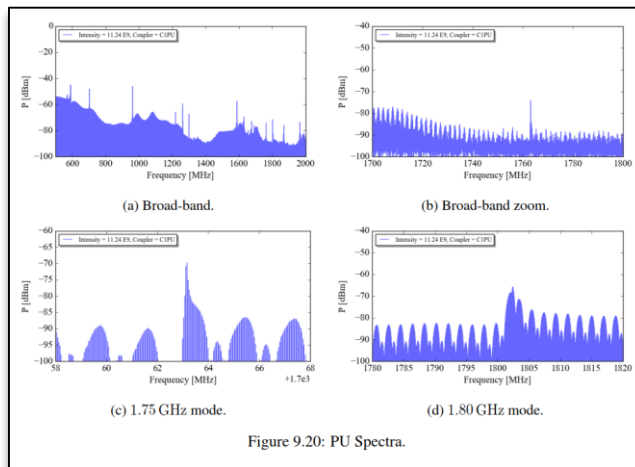 Intensity = 11.24 E9, Coupler = C1PU
0
−20
−40
−60
−80
−100
P [dBm]
600 800 1000 1200 1400 1600 1800 2000
Frequency [MHz]
(a) Broad-band.
Intensity = 11.24 E9, Coupler = C1PU
−40
−50
−60
−70
−80
−90
−100
P [dBm]
1700 1720 1740 1760 1780 1800
Frequency [MHz]
(b) Broad-band zoom.
Intensity = 11.24 E9, Coupler = C1PU
−60
−65
−70
−75
−80
−85
−90
−95
−100
P [dBm]
58 60 62 64 66 68
Frequency [MHz]
+1.7e3
(c) 1.75 GHz mode.
Intensity = 11.24 E9, Coupler = C1PU
−40
−50
−60
−70
−80
−90
−100
P [dBm]
1780 1785 1790 1795 1800 1805 1810 1815 1820
Frequency [MHz]
(d) 1.80 GHz mode.
Figure 9.20: PU Spectra.